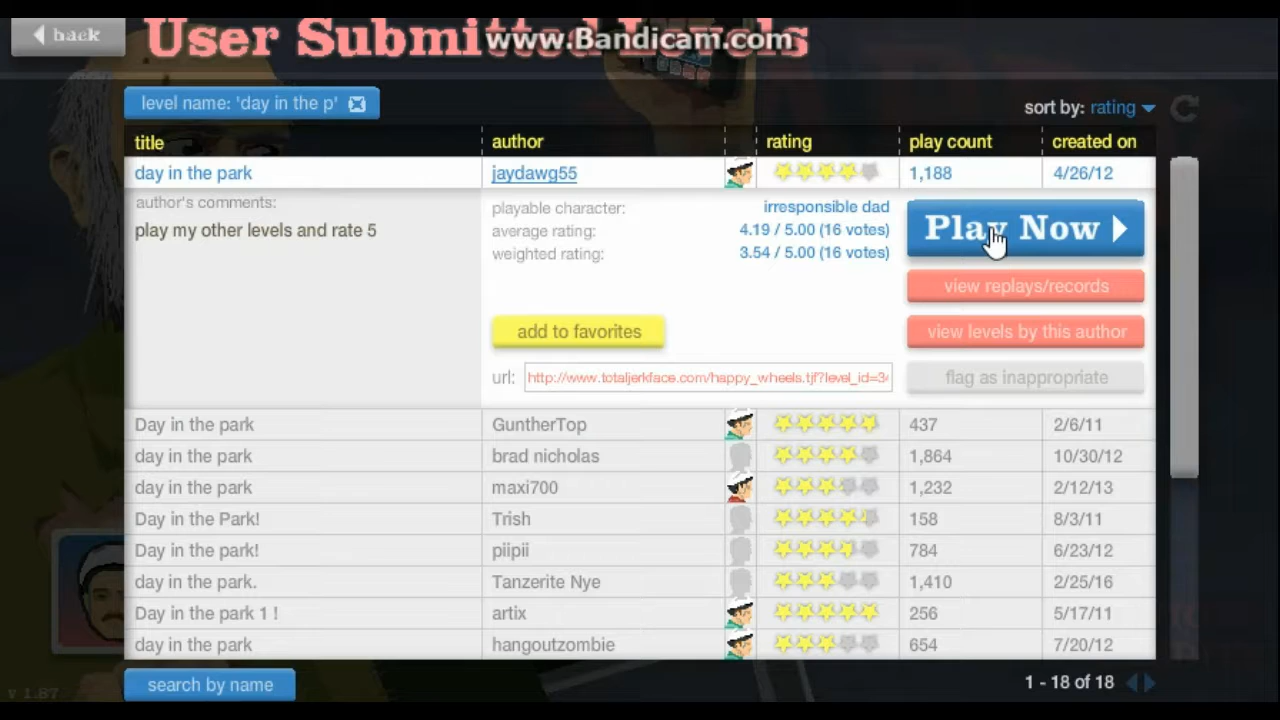 back
User Submitted Levels
www.Bandicam.com
level name: 'day in the p'
sort by: rating
title author rating play count created on
day in the park jaydawg55 1,188 4/26/12
author's comments:
play my other levels and rate 5
playable character: irresponsible dad
average rating: 4.19 / 5.00 (16 votes)
weighted rating: 3.54 / 5.00 (16 votes)
Play Now
view replays/records
add to favorites
view levels by this author
url: http://www.totaljerkface.com/happy_wheels.tjf?level_id=3
flag as inappropriate
Day in the park GuntherTop 437 2/6/11
day in the park brad nicholas 1,864 10/30/12
day in the park maxi700 1,232 2/12/13
Day in the Park! Trish 158 8/3/11
Day in the park! piipii 784 6/23/12
day in the park. Tanzerite Nye 1,410 2/25/16
Day in the park 1 ! artix 256 5/17/11
day in the park hangoutzombie 654 7/20/12
search by name
1 - 18 of 18
v 1.87